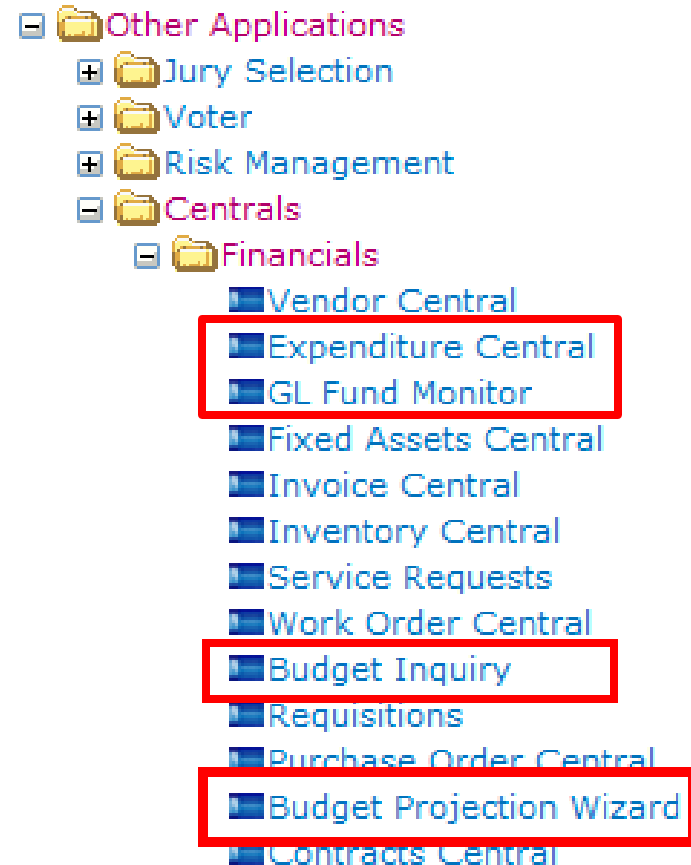 Other Applications
Jury Selection
Voter
Risk Management
Centrals
Financials
Vendor Central
Expenditure Central
GL Fund Monitor
Fixed Assets Central
Invoice Central
Inventory Central
Service Requests
Work Order Central
Budget Inquiry
Requisitions
Purchase Order Central
Budget Projection Wizard
Contracts Central